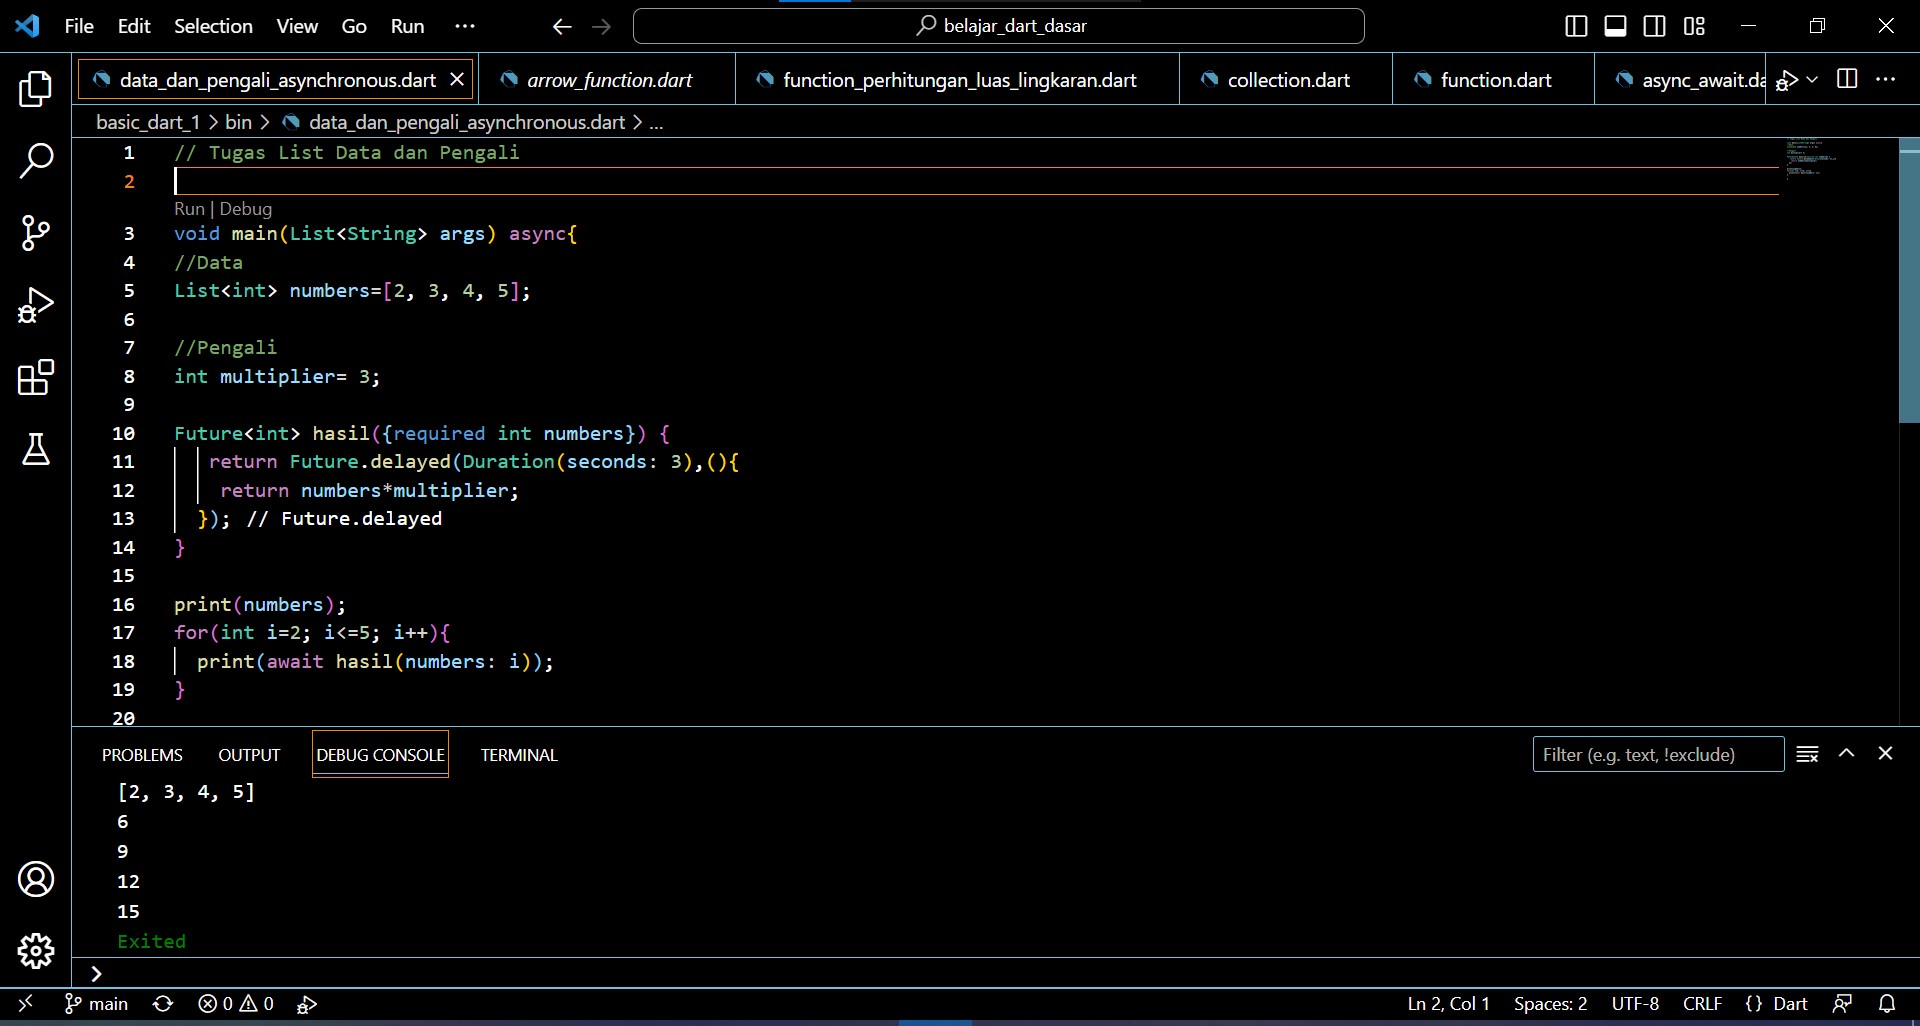 File Edit Selection View Go Run ··· belajar_dart_dasar
data_dan_pengali_asynchronous.dart arrow_function.dart function_perhitungan_luas_lingkaran.dart collection.dart function.dart async_await.da
basic_dart_1 > bin > data_dan_pengali_asynchronous.dart > ...
1 // Tugas List Data dan Pengali
2
Run | Debug
3 void main(List<String> args) async{
4 //Data
5 List<int> numbers=[2, 3, 4, 5];
6
7 //Pengali
8 int multiplier= 3;
9
10 Future<int> hasil({required int numbers}) {
11 return Future.delayed(Duration(seconds: 3),(){
12 return numbers*multiplier;
13 }); // Future.delayed
14 }
15
16 print(numbers);
17 for(int i=2; i<=5; i++){
18 print(await hasil(numbers: i));
19 }
20
PROBLEMS OUTPUT DEBUG CONSOLE TERMINAL Filter (e.g. text, !exclude)
[2, 3, 4, 5]
6
9
12
15
Exited
>
main 0 0 Ln 2, Col 1 Spaces: 2 UTF-8 CRLF {} Dart